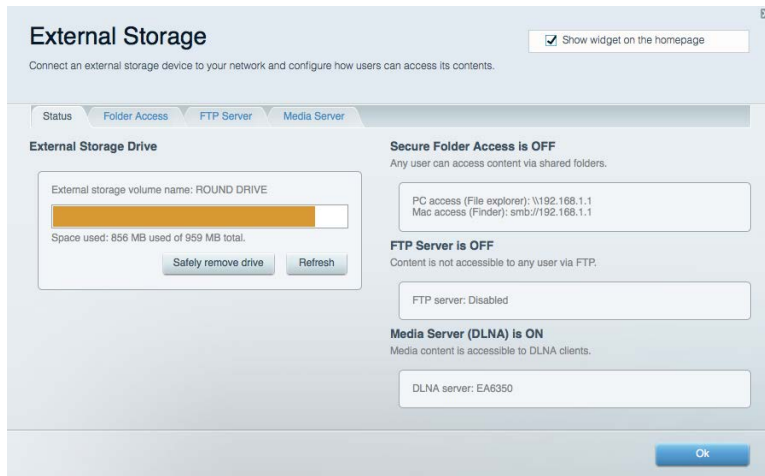 External Storage
Show widget on the homepage
Connect an external storage device to your network and configure how users can access its contents.
Status
Folder Access
FTP Server
Media Server
External Storage Drive
External storage volume name: ROUND DRIVE
Space used: 856 MB used of 959 MB total.
Safely remove drive
Refresh
Secure Folder Access is OFF
Any user can access content via shared folders.
PC access (File explorer): \\192.168.1.1
Mac access (Finder): smb://192.168.1.1
FTP Server is OFF
Content is not accessible to any user via FTP.
FTP server: Disabled
Media Server (DLNA) is ON
Media content is accessible to DLNA clients.
DLNA server: EA6350
Ok